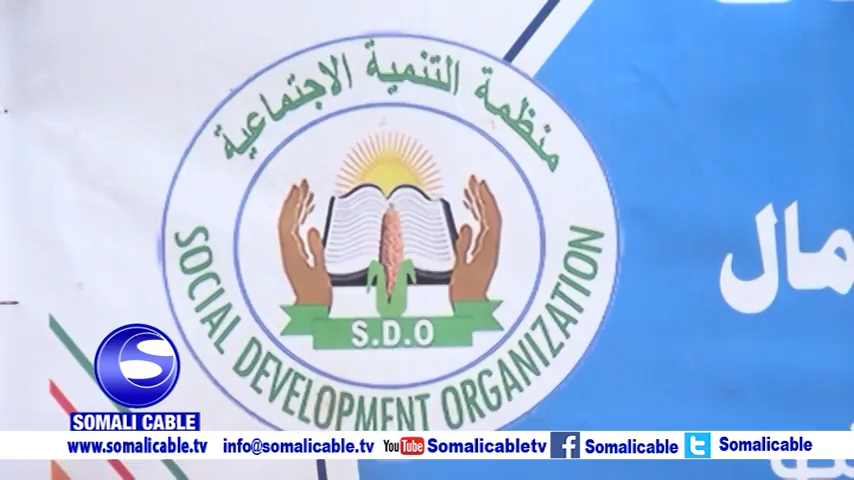 منظمة التنمية الاجتماعية
S.D.O
SOCIAL DEVELOPMENT ORGANIZATION
مال
S
SOMALI CABLE
www.somalicable.tv info@somalicable.tv YouTube Somalicabletv f Somalicable t Somalicable